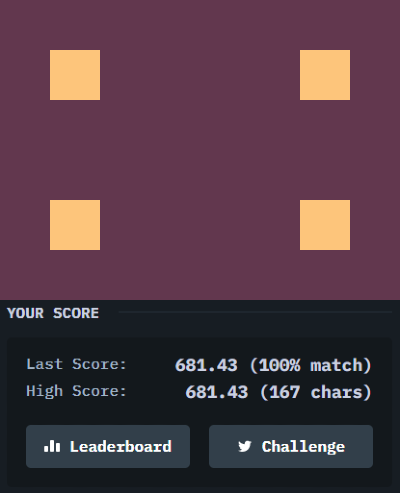 YOUR SCORE
Last Score: 681.43 (100% match)
High Score: 681.43 (167 chars)
Leaderboard Challenge